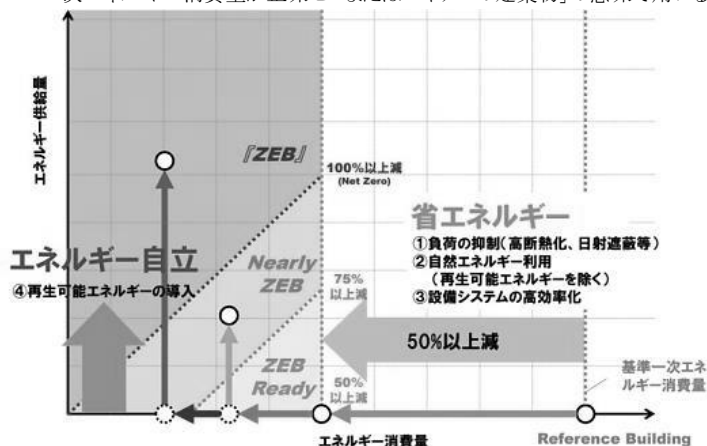 エネルギー供給量
『ZEB』
100%以上減
(Net Zero)
省エネルギー
①負荷の抑制(高断熱化、日射遮蔽等)
②自然エネルギー利用
(再生可能エネルギーを除く)
③設備システムの高効率化
エネルギー自立
④再生可能エネルギーの導入
Nearly
ZEB
75%
以上減
50%以上減
ZEB
Ready
50%
以上減
基準一次エネ
ルギー消費量
エネルギー消費量
Reference Building